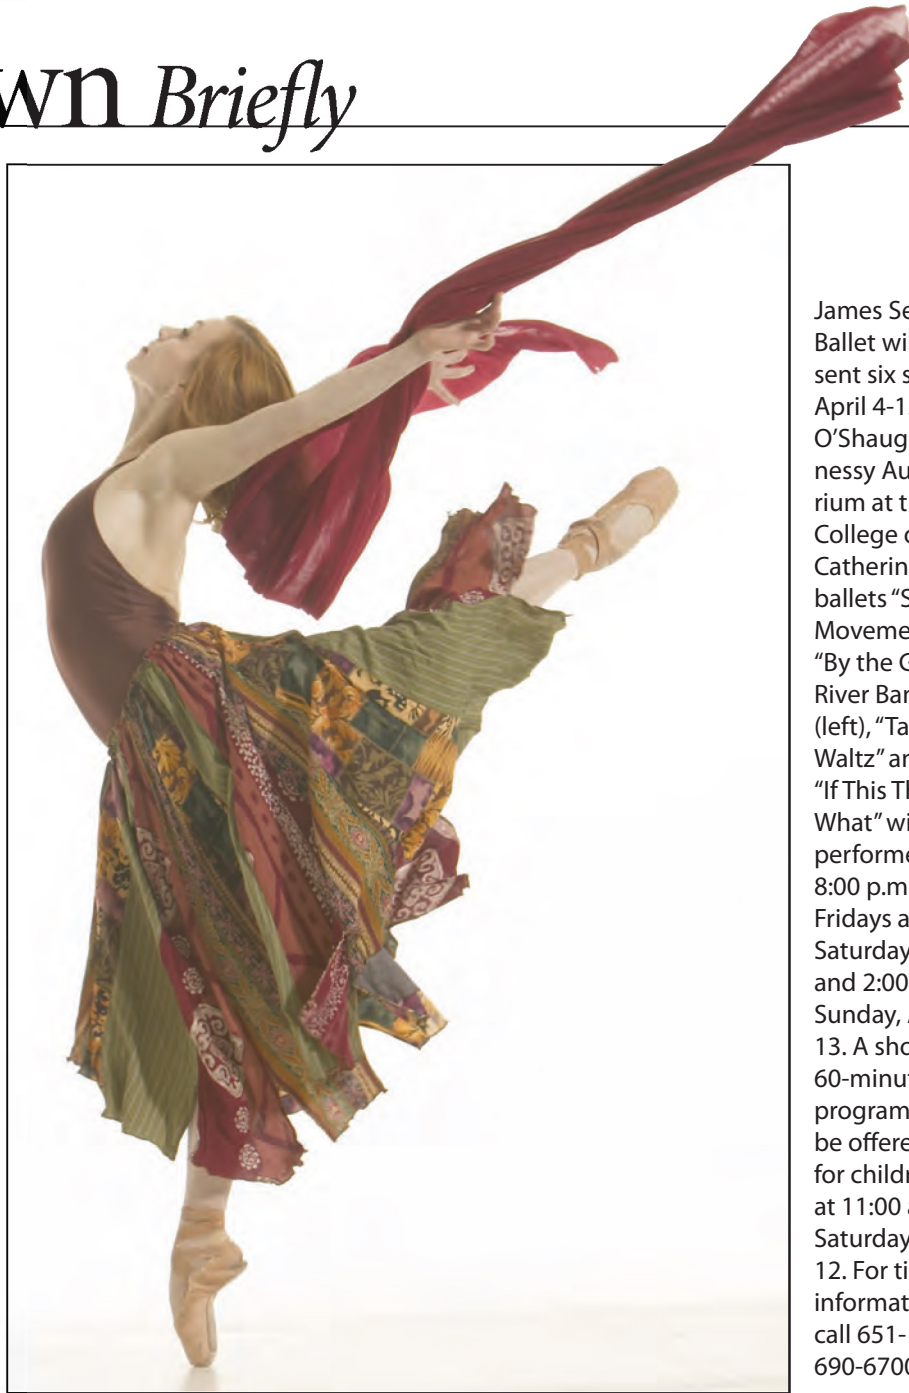 wn Briefly
James Se
Ballet wi
sent six s
April 4-1
O'Shaug
nessy Au
rium at t
College o
Catherin
ballets “S
Moveme
“By the G
River Bar
(left), “Ta
Waltz” an
“If This Th
What” wi
performe
8:00 p.m
Fridays a
Saturday
and 2:00
Sunday, A
13. A sho
60-minut
program
be offere
for childr
at 11:00 a
Saturday
12. For ti
informat
call 651-
690-6700